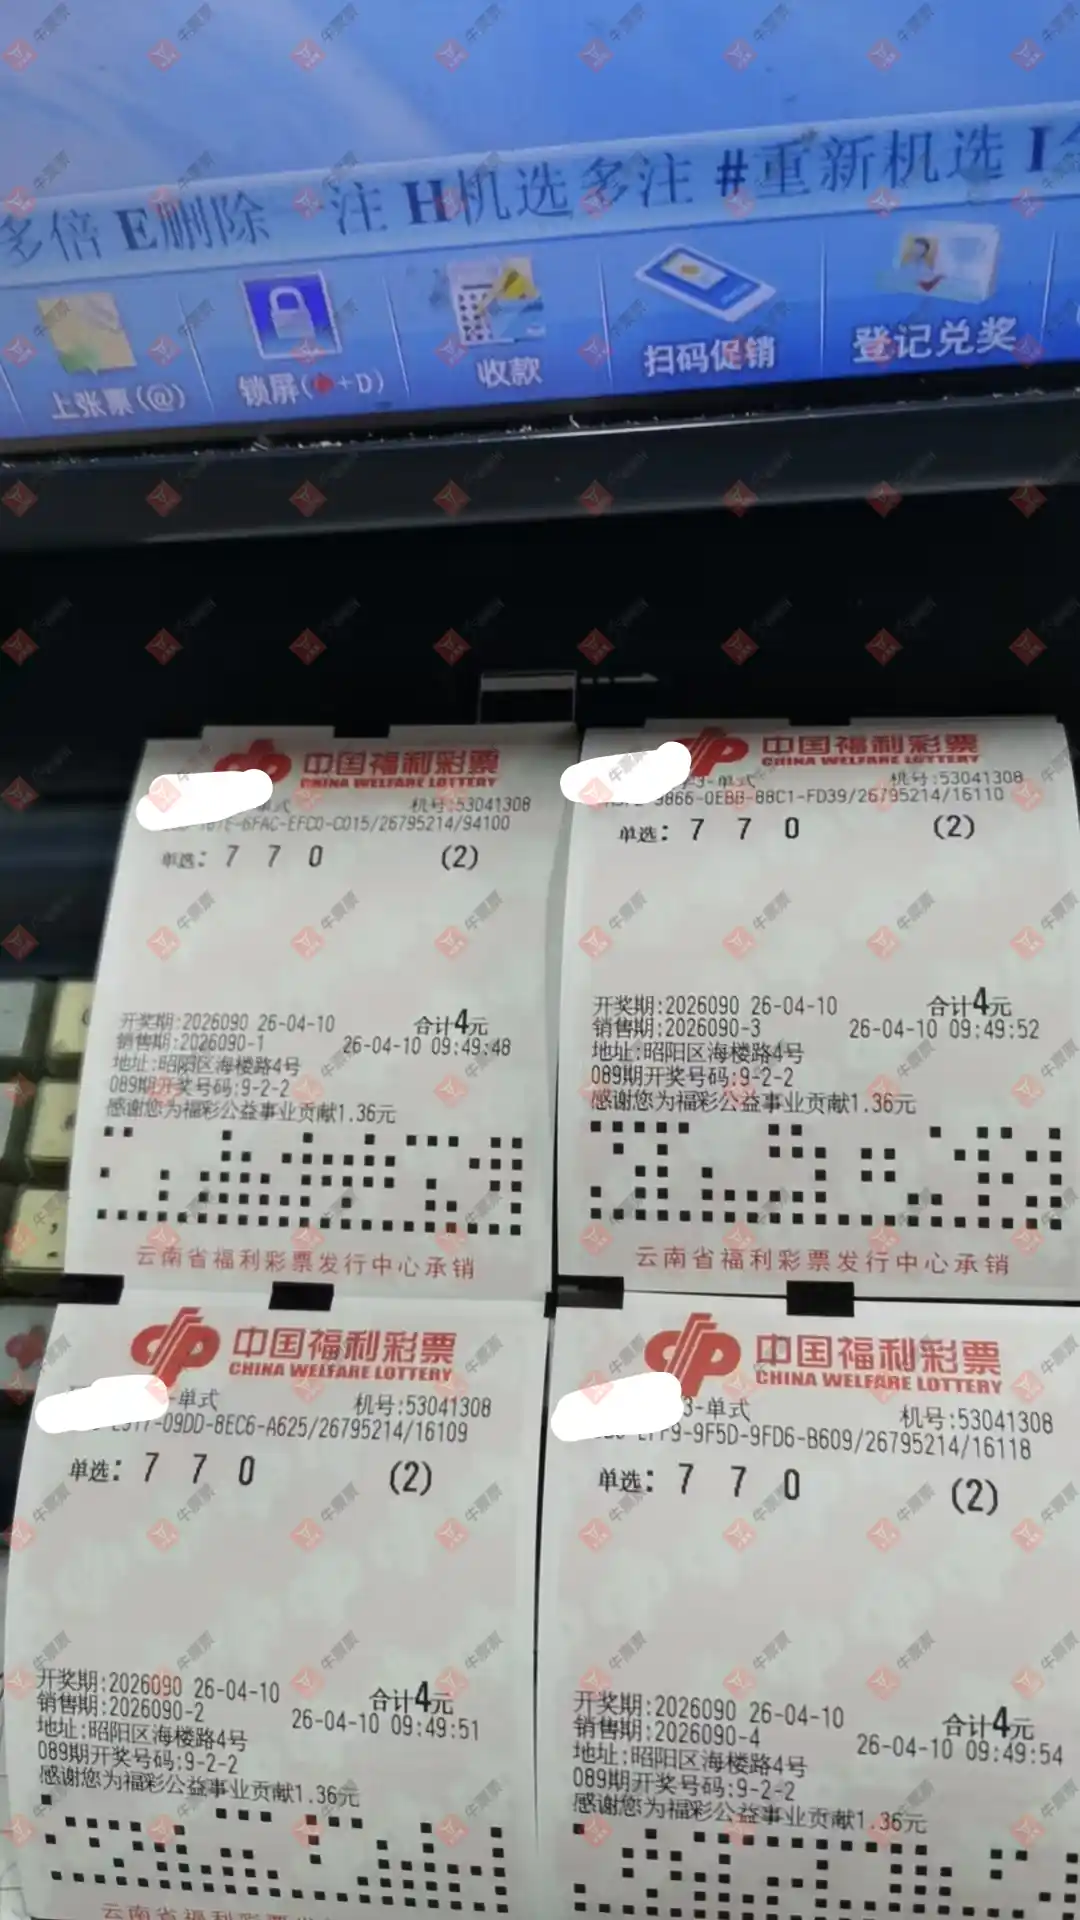 多倍 E删除一注 H机选多注 #重新机选 I
上张票(@)
锁屏(+D)
收款
扫码促销
登记兑奖
中国福利彩票
CHINA WELFARE LOTTERY
单式 机号:53041308
6FAC-EFC0-C015/26795214/94100
单选: 7 7 0 (2)
开奖期:2026090 26-04-10 合计4元
销售期:2026090-1 26-04-10 09:49:48
地址:昭阳区海楼路4号
089期开奖号码:9-2-2
感谢您为福彩公益事业贡献1.36元
云南省福利彩票发行中心承销
中国福利彩票
CHINA WELFARE LOTTERY
3-单式 机号:53041308
9866-0EBB-88C1-FD39/26795214/16110
单选: 7 7 0 (2)
开奖期:2026090 26-04-10 合计4元
销售期:2026090-3 26-04-10 09:49:52
地址:昭阳区海楼路4号
089期开奖号码:9-2-2
感谢您为福彩公益事业贡献1.36元
云南省福利彩票发行中心承销
中国福利彩票
CHINA WELFARE LOTTERY
-单式 机号:53041308
09DD-8EC6-A625/26795214/16109
单选: 7 7 0 (2)
开奖期:2026090 26-04-10 合计4元
销售期:2026090-2 26-04-10 09:49:51
地址:昭阳区海楼路4号
089期开奖号码:9-2-2
感谢您为福彩公益事业贡献1.36元
云南省福利彩票发
中国福利彩票
CHINA WELFARE LOTTERY
3-单式 机号:53041308
9F5D-9FD6-B609/26795214/16118
单选: 7 7 0 (2)
开奖期:2026090 26-04-10 合计4元
销售期:2026090-4 26-04-10 09:49:54
地址:昭阳区海楼路4号
089期开奖号码:9-2-2
感谢您为福彩公益事业贡献1.36元
牛票票